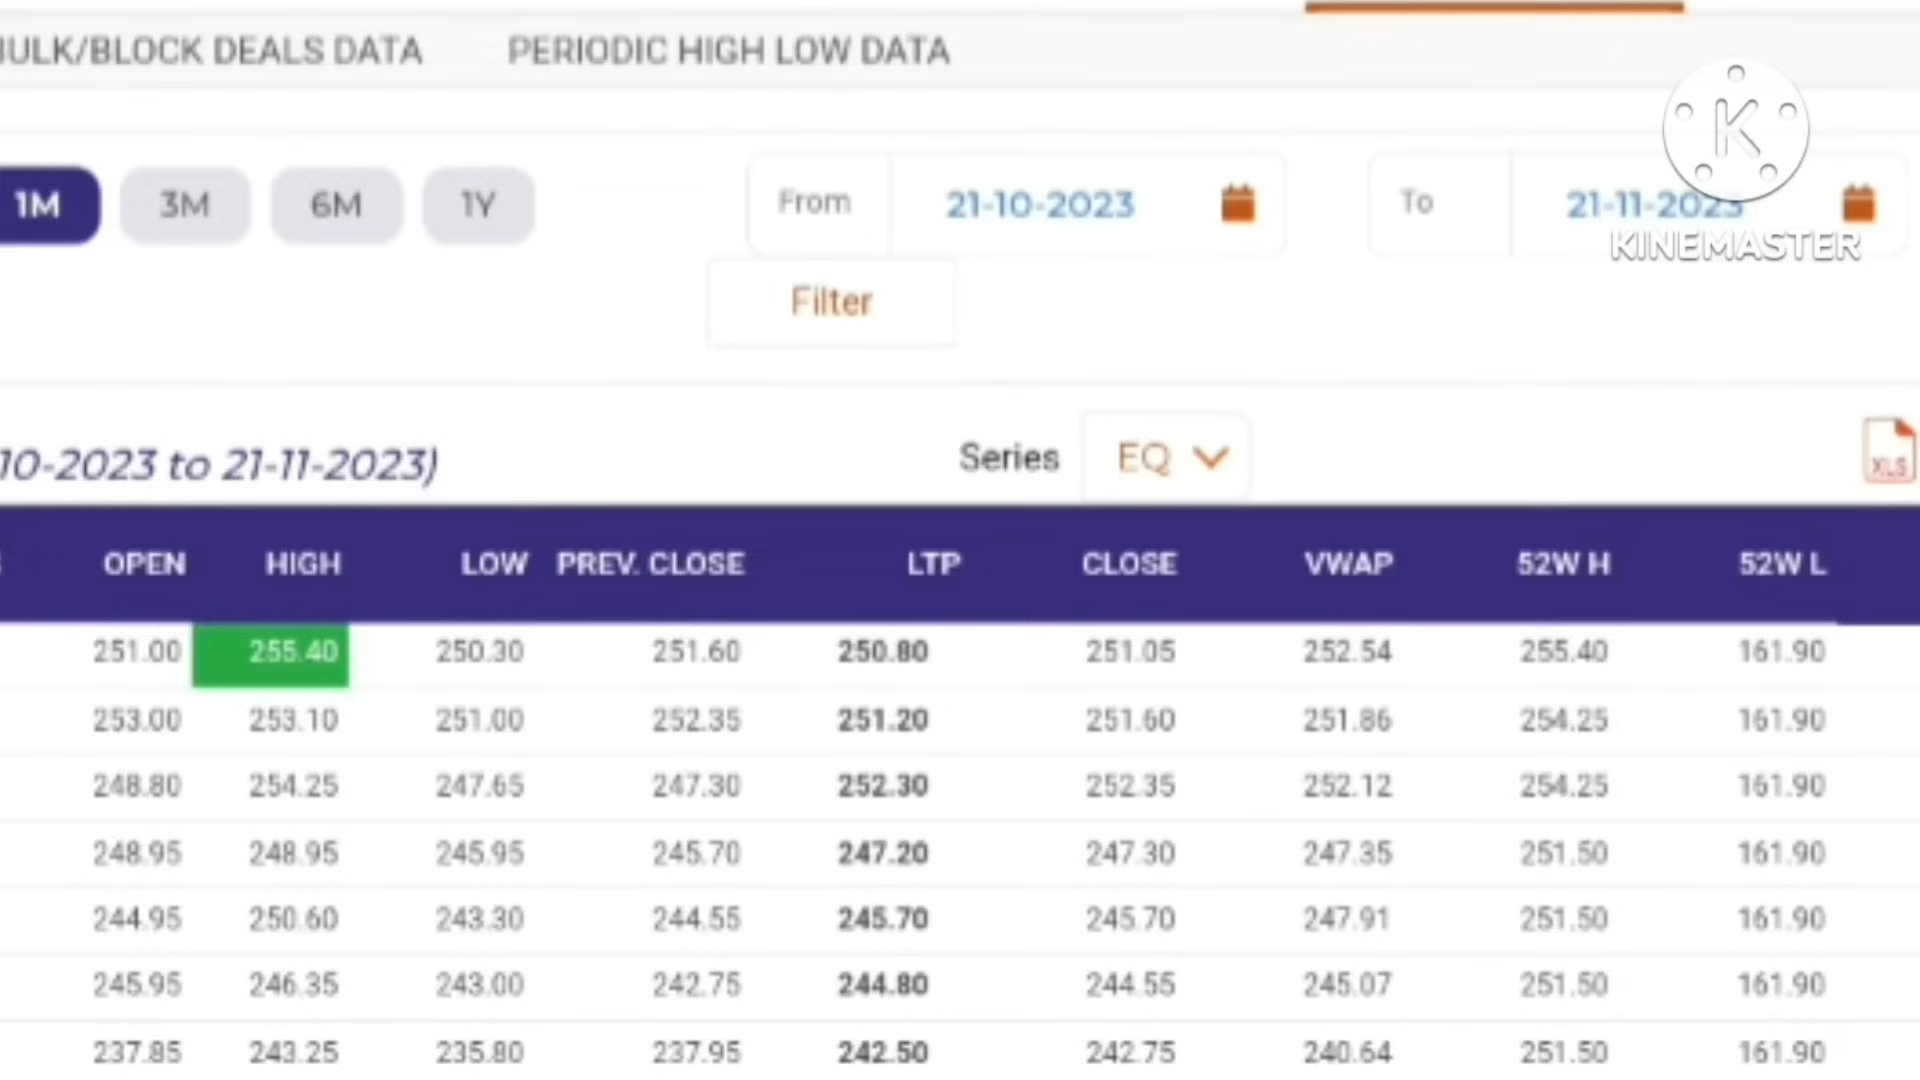 BULK/BLOCK DEALS DATA PERIODIC HIGH LOW DATA
1M 3M 6M 1Y From 21-10-2023 To 21-11-2023
K
KINEMASTER
Filter
10-2023 to 21-11-2023) Series EQ XLS
OPEN HIGH LOW PREV. CLOSE LTP CLOSE VWAP 52W H 52W L
251.00 255.40 250.30 251.60 250.80 251.05 252.54 255.40 161.90
253.00 253.10 251.00 252.35 251.20 251.60 251.86 254.25 161.90
248.80 254.25 247.65 247.30 252.30 252.35 252.12 254.25 161.90
248.95 248.95 245.95 245.70 247.20 247.30 247.35 251.50 161.90
244.95 250.60 243.30 244.55 245.70 245.70 247.91 251.50 161.90
245.95 246.35 243.00 242.75 244.80 244.55 245.07 251.50 161.90
237.85 243.25 235.80 237.95 242.50 242.75 240.64 251.50 161.90